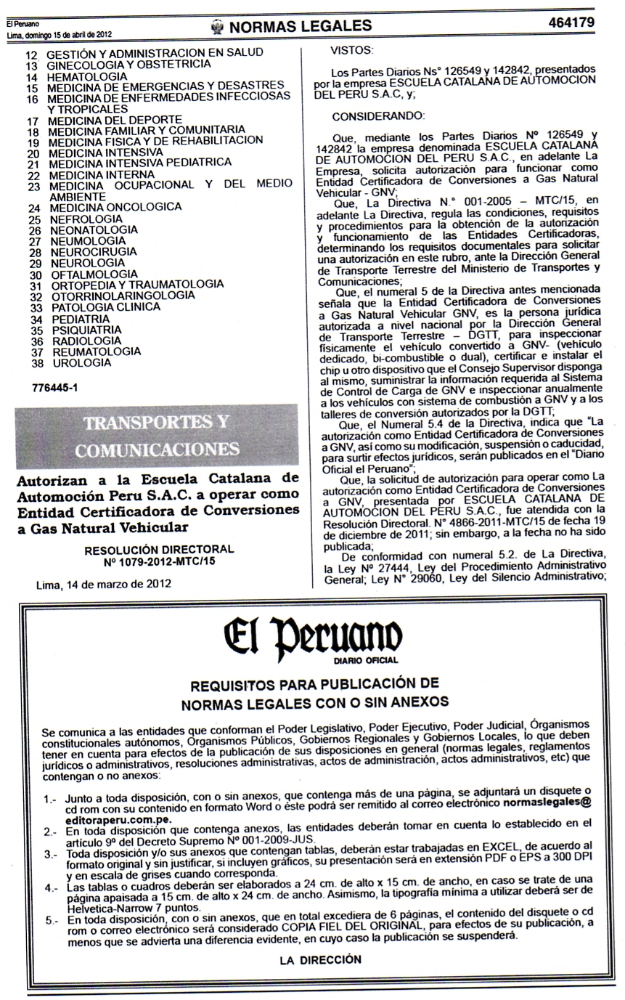 El Peruano
Lima, domingo 15 de abril de 2012
NORMAS LEGALES
464179
12 GESTIÓN Y ADMINISTRACION EN SALUD
13 GINECOLOGIA Y OBSTETRICIA
14 HEMATOLOGIA
15 MEDICINA DE EMERGENCIAS Y DESASTRES
16 MEDICINA DE ENFERMEDADES INFECCIOSAS
Y TROPICALES
17 MEDICINA DEL DEPORTE
18 MEDICINA FAMILIAR Y COMUNITARIA
19 MEDICINA FISICA Y DE REHABILITACION
20 MEDICINA INTENSIVA
21 MEDICINA INTENSIVA PEDIATRICA
22 MEDICINA INTERNA
23 MEDICINA OCUPACIONAL Y DEL MEDIO
AMBIENTE
24 MEDICINA ONCOLOGICA
25 NEFROLOGIA
26 NEONATOLOGIA
27 NEUMOLOGIA
28 NEUROCIRUGIA
29 NEUROLOGIA
30 OFTALMOLOGIA
31 ORTOPEDIA Y TRAUMATOLOGIA
32 OTORRINOLARINGOLOGIA
33 PATOLOGIA CLINICA
34 PEDIATRIA
35 PSIQUIATRIA
36 RADIOLOGIA
37 REUMATOLOGIA
38 UROLOGIA
776445-1
TRANSPORTES Y
COMUNICACIONES
Autorizan a la Escuela Catalana de
Automoción Peru S.A.C. a operar como
Entidad Certificadora de Conversiones
a Gas Natural Vehicular
RESOLUCIÓN DIRECTORAL
Nº 1079-2012-MTC/15
Lima, 14 de marzo de 2012
VISTOS:
Los Partes Diarios Ns° 126549 y 142842, presentados
por la empresa ESCUELA CATALANA DE AUTOMOCION
DEL PERU S.A.C, y;
CONSIDERANDO:
Que, mediante los Partes Diarios Nº 126549 y
142842 la empresa denominada ESCUELA CATALANA
DE AUTOMOCION DEL PERU S.A.C., en adelante La
Empresa, solicita autorización para funcionar como
Entidad Certificadora de Conversiones a Gas Natural
Vehicular - GNV;
Que, La Directiva N.° 001-2005 – MTC/15, en
adelante La Directiva, regula las condiciones, requisitos
y procedimientos para la obtención de la autorización
y funcionamiento de las Entidades Certificadoras,
determinando los requisitos documentales para solicitar
una autorización en este rubro, ante la Dirección General
de Transporte Terrestre del Ministerio de Transportes y
Comunicaciones;
Que, el numeral 5 de la Directiva antes mencionada
señala que la Entidad Certificadora de Conversiones
a Gas Natural Vehicular GNV, es la persona jurídica
autorizada a nivel nacional por la Dirección General
de Transporte Terrestre – DGTT, para inspeccionar
físicamente el vehículo convertido a GNV- (vehículo
dedicado, bi-combustible o dual), certificar e instalar el
chip u otro dispositivo que el Consejo Supervisor disponga
al mismo, suministrar la información requerida al Sistema
de Control de Carga de GNV e inspeccionar anualmente
a los vehículos con sistema de combustión a GNV y a los
talleres de conversión autorizados por la DGTT;
Que, el Numeral 5.4 de la Directiva, indica que “La
autorización como Entidad Certificadora de Conversiones
a GNV, así como su modificación, suspensión o caducidad,
para surtir efectos jurídicos, serán publicados en el “Diario
Oficial el Peruano”;
Que, la solicitud de autorización para operar como La
autorización como Entidad Certificadora de Conversiones
a GNV, presentada por ESCUELA CATALANA DE
AUTOMOCION DEL PERU S.A.C., fue atendida con la
Resolución Directoral. N° 4866-2011-MTC/15 de fecha 19
de diciembre de 2011; sin embargo, a la fecha no ha sido
publicada;
De conformidad con numeral 5.2. de La Directiva,
la Ley Nº 27444, Ley del Procedimiento Administrativo
General; Ley N° 29060, Ley del Silencio Administrativo;
El Peruano
DIARIO OFICIAL
REQUISITOS PARA PUBLICACIÓN DE
NORMAS LEGALES CON O SIN ANEXOS
Se comunica a las entidades que conforman el Poder Legislativo, Poder Ejecutivo, Poder Judicial, Órganismos
constitucionales autónomos, Organismos Públicos, Gobiernos Regionales y Gobiernos Locales, lo que deben
tener en cuenta para efectos de la publicación de sus disposiciones en general (normas legales, reglamentos
jurídicos o administrativos, resoluciones administrativas, actos de administración, actos administrativos, etc) que
contengan o no anexos:
1.- Junto a toda disposición, con o sin anexos, que contenga más de una página, se adjuntará un disquete o
cd rom con su contenido en formato Word o éste podrá ser remitido al correo electrónico normaslegales@
editoraperu.com.pe.
2.- En toda disposición que contenga anexos, las entidades deberán tomar en cuenta lo establecido en el
artículo 9º del Decreto Supremo Nº 001-2009-JUS.
3.- Toda disposición y/o sus anexos que contengan tablas, deberán estar trabajadas en EXCEL, de acuerdo al
formato original y sin justificar, si incluyen gráficos, su presentación será en extensión PDF o EPS a 300 DPI
y en escala de grises cuando corresponda.
4.- Las tablas o cuadros deberán ser elaborados a 24 cm. de alto x 15 cm. de ancho, en caso se trate de una
página apaisada a 15 cm. de alto x 24 cm. de ancho. Asimismo, la tipografía mínima a utilizar deberá ser de
Helvetica-Narrow 7 puntos.
5.- En toda disposición, con o sin anexos, que en total excediera de 6 páginas, el contenido del disquete o cd
rom o correo electrónico será considerado COPIA FIEL DEL ORIGINAL, para efectos de su publicación, a
menos que se advierta una diferencia evidente, en cuyo caso la publicación se suspenderá.
LA DIRECCIÓN